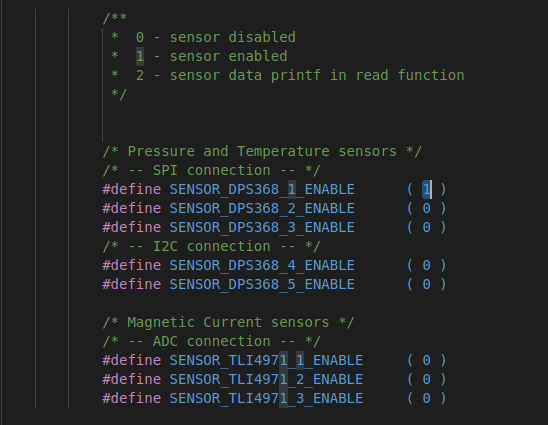 /**
 *  0 - sensor disabled
 *  1 - sensor enabled
 *  2 - sensor data printf in read function
 */
/* Pressure and Temperature sensors */
/* -- SPI connection -- */
#define SENSOR_DPS368_1_ENABLE      ( 1 )
#define SENSOR_DPS368_2_ENABLE      ( 0 )
#define SENSOR_DPS368_3_ENABLE      ( 0 )
/* -- I2C connection -- */
#define SENSOR_DPS368_4_ENABLE      ( 0 )
#define SENSOR_DPS368_5_ENABLE      ( 0 )
/* Magnetic Current sensors */
/* -- ADC connection -- */
#define SENSOR_TLI4971_1_ENABLE     ( 0 )
#define SENSOR_TLI4971_2_ENABLE     ( 0 )
#define SENSOR_TLI4971_3_ENABLE     ( 0 )